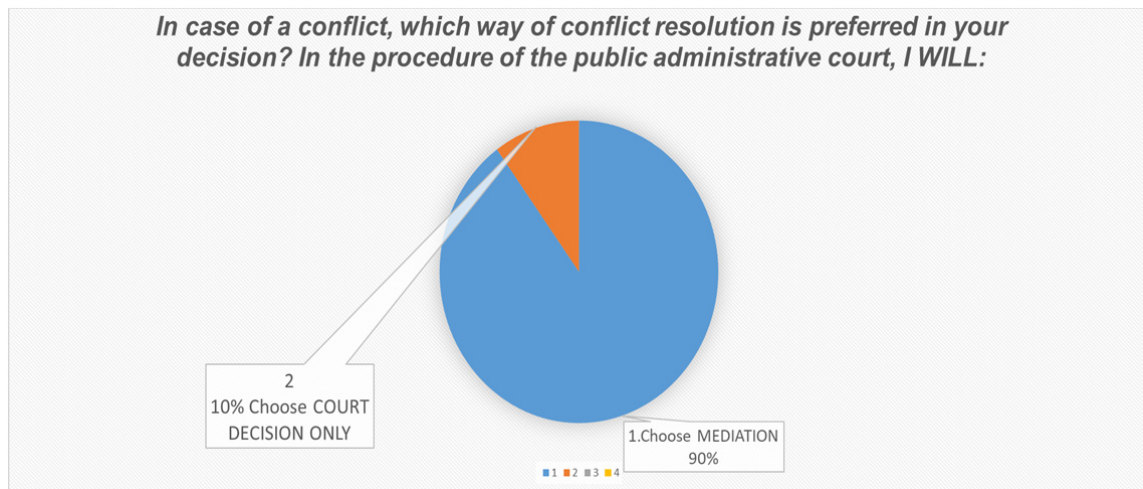 In case of a conflict, which way of conflict resolution is preferred in your
decision? In the procedure of the public administrative court, I WILL:
2
10% Choose COURT
DECISION ONLY
1.Choose MEDIATION
90%
1 2 3 4